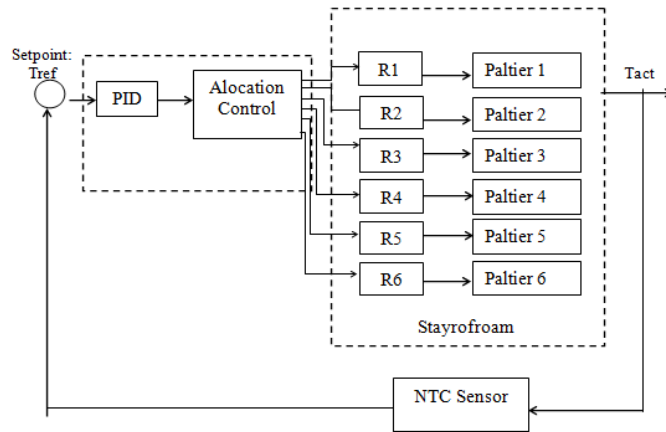 Setpoint:
Tref
PID
Alocation
Control
R1
Paltier 1
R2
Paltier 2
R3
Paltier 3
R4
Paltier 4
R5
Paltier 5
R6
Paltier 6
Stayrofroam
Tact
NTC Sensor